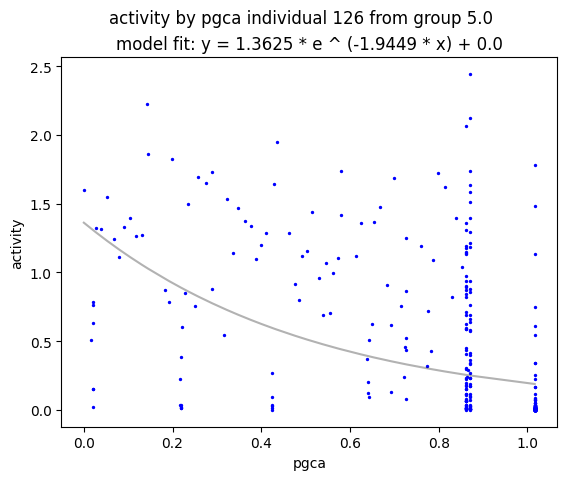 activity by pgca individual 126 from group 5.0
model fit: y = 1.3625 * e ^ (-1.9449 * x) + 0.0
2.5
2.0
1.5
1.0
0.5
0.0
activity
0.0 0.2 0.4 0.6 0.8 1.0
pgca